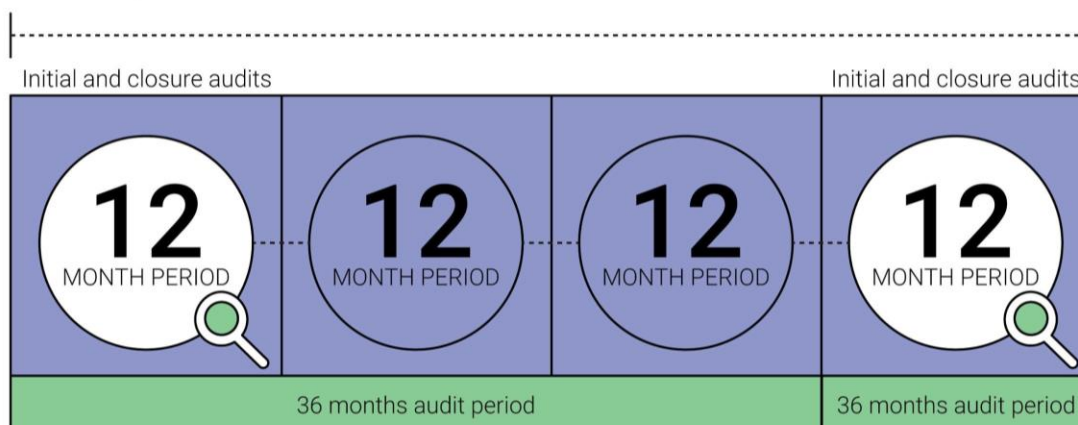 Initial and closure audits
Initial and closure audits
12
MONTH PERIOD
12
MONTH PERIOD
12
MONTH PERIOD
12
MONTH PERIOD
36 months audit period
36 months audit period